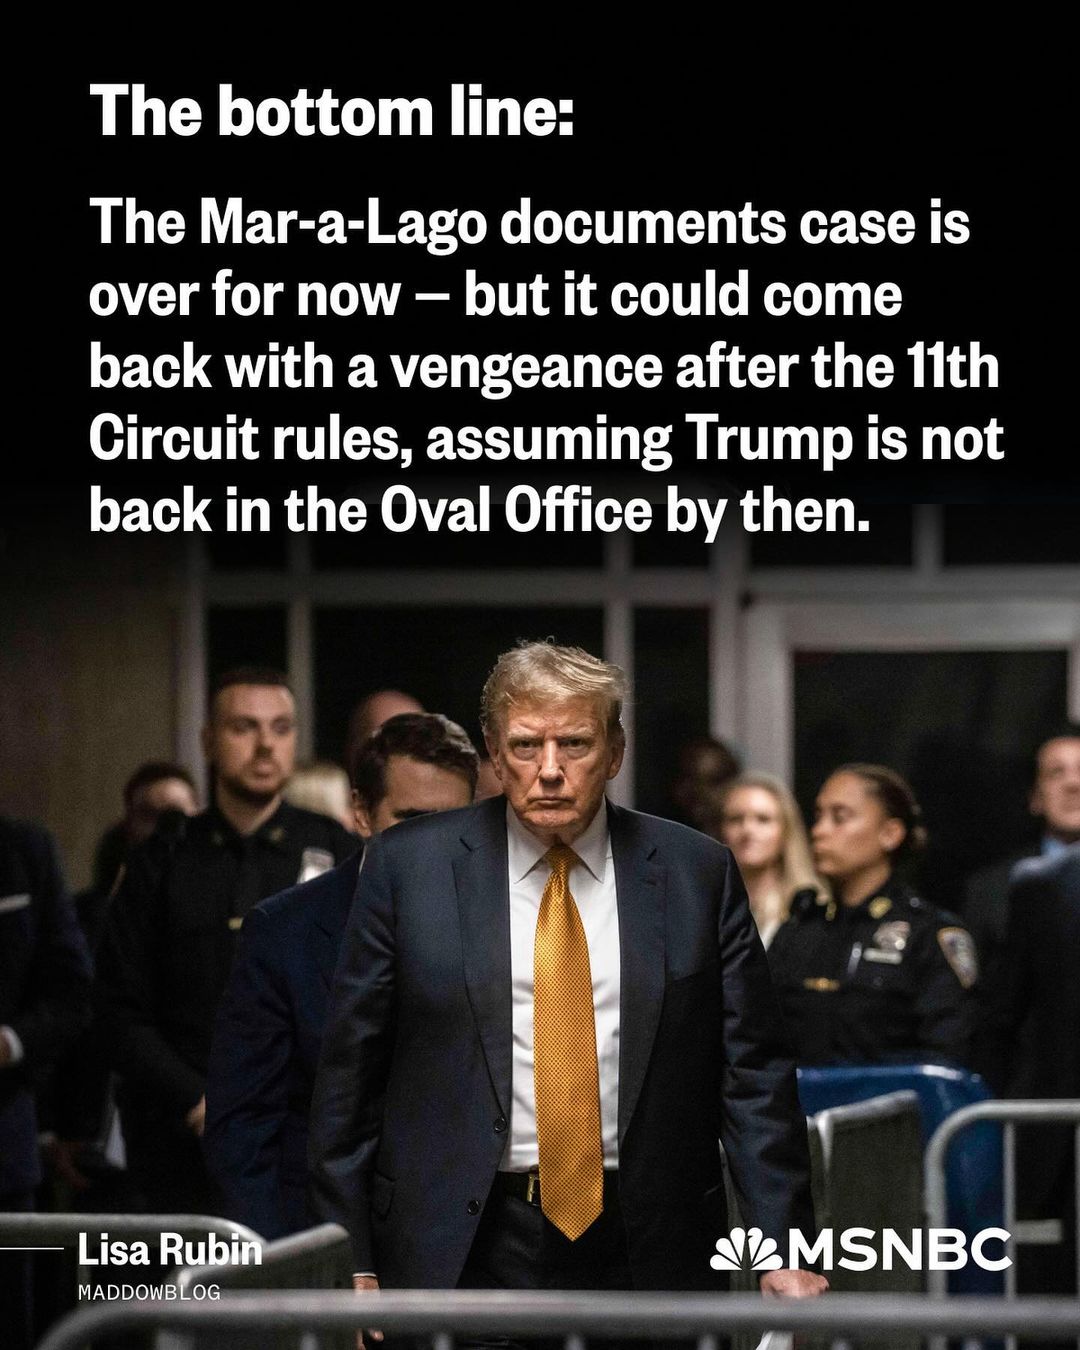 The bottom line:
The Mar-a-Lago documents case is
over for now – but it could come
back with a vengeance after the 11th
Circuit rules, assuming Trump is not
back in the Oval Office by then.
Lisa Rubin
MADDOWBLOG
MSNBC